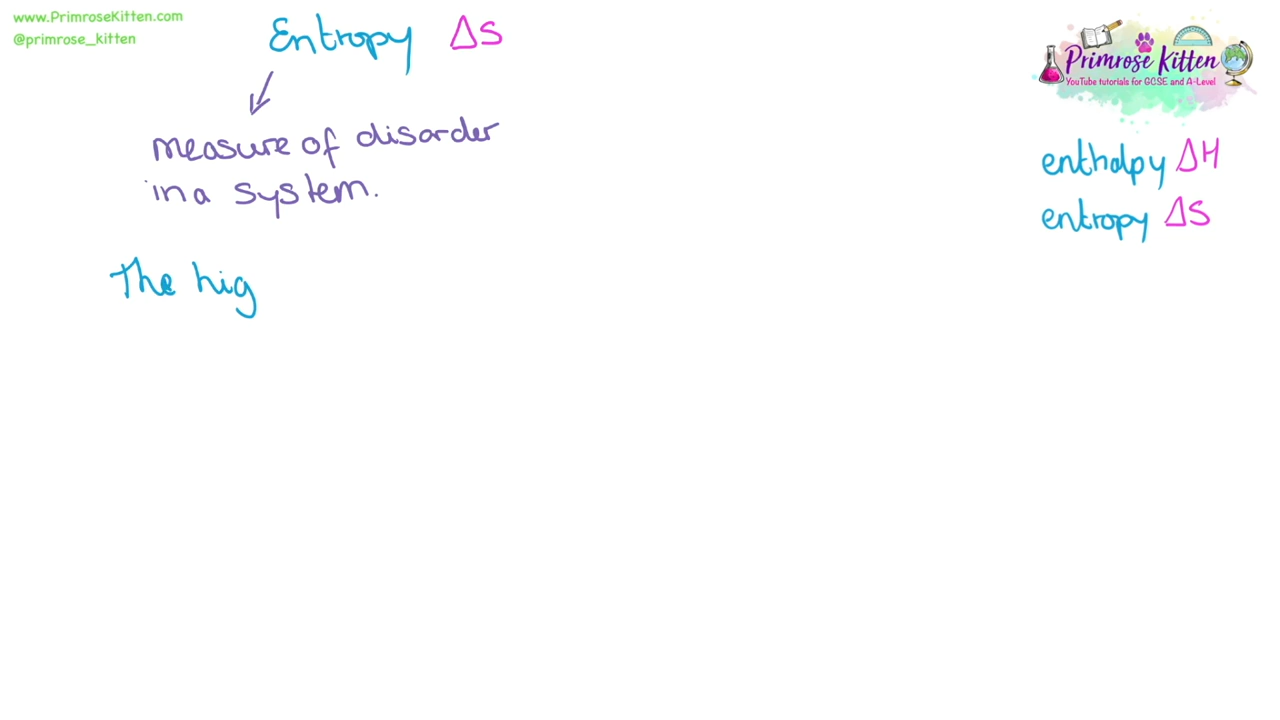 www.PrimroseKitten.com
@primrose_kitten
Entropy ΔS
measure of disorder
in a system.
The hig
Primrose Kitten
YouTube tutorials for GCSE and A-Level
enthalpy ΔH
entropy ΔS